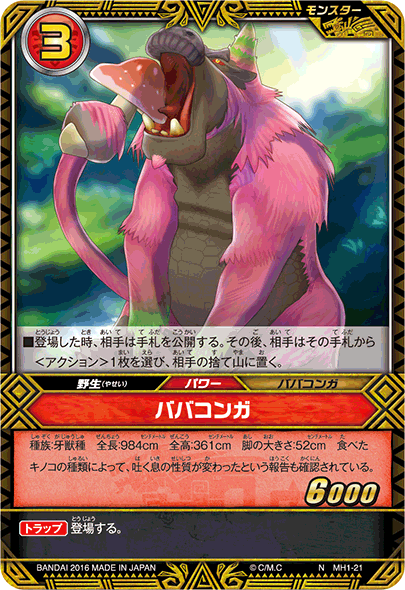 3
モンスター
■登場した時、相手は手札を公開する。その後、相手はその手札から
＜アクション＞1枚を選び、相手の捨て山に置く。
野生(やせい) パワー ババコンガ
ババコンガ
種族:牙獣種 全長:984cm 全高:361cm 脚の大きさ:52cm 食べた
キノコの種類によって、吐く息の性質が変わったという報告も確認されている。
6000
トラップ 登場する。
BANDAI 2016 MADE IN JAPAN ©C/M.C N MH1-21